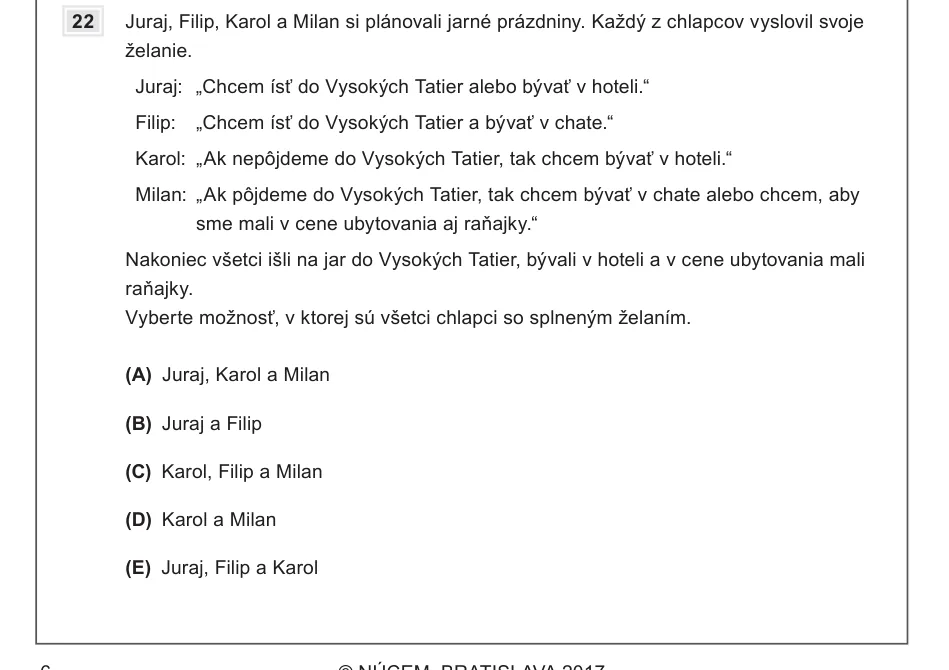 22 Juraj, Filip, Karol a Milan si plánovali jarné prázdniny. Každý z chlapcov vyslovil svoje
želanie.
Juraj: „Chcem ísť do Vysokých Tatier alebo bývať v hoteli.“
Filip: „Chcem ísť do Vysokých Tatier a bývať v chate.“
Karol: „Ak nepôjdeme do Vysokých Tatier, tak chcem bývať v hoteli.“
Milan: „Ak pôjdeme do Vysokých Tatier, tak chcem bývať v chate alebo chcem, aby
sme mali v cene ubytovania aj raňajky.“
Nakoniec všetci išli na jar do Vysokých Tatier, bývali v hoteli a v cene ubytovania mali
raňajky.
Vyberte možnosť, v ktorej sú všetci chlapci so splneným želaním.
(A) Juraj, Karol a Milan
(B) Juraj a Filip
(C) Karol, Filip a Milan
(D) Karol a Milan
(E) Juraj, Filip a Karol
6 © NÚCEM, BRATISLAVA 2017